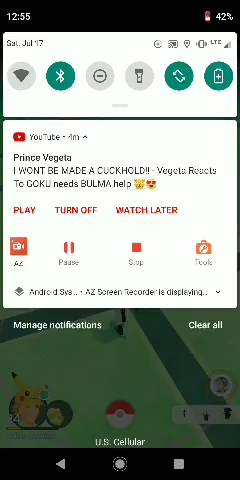 12:55
42%
Sat, Jul 17
LTE
YouTube • 4m
Prince Vegeta
I WONT BE MADE A CUCKHOLD!! - Vegeta Reacts
To GOKU needs BULMA help 😹😍
PLAY TURN OFF WATCH LATER
AZ Pause Stop Tools
Android Sys... • AZ Screen Recorder is displaying...
Manage notifications Clear all
U.S. Cellular